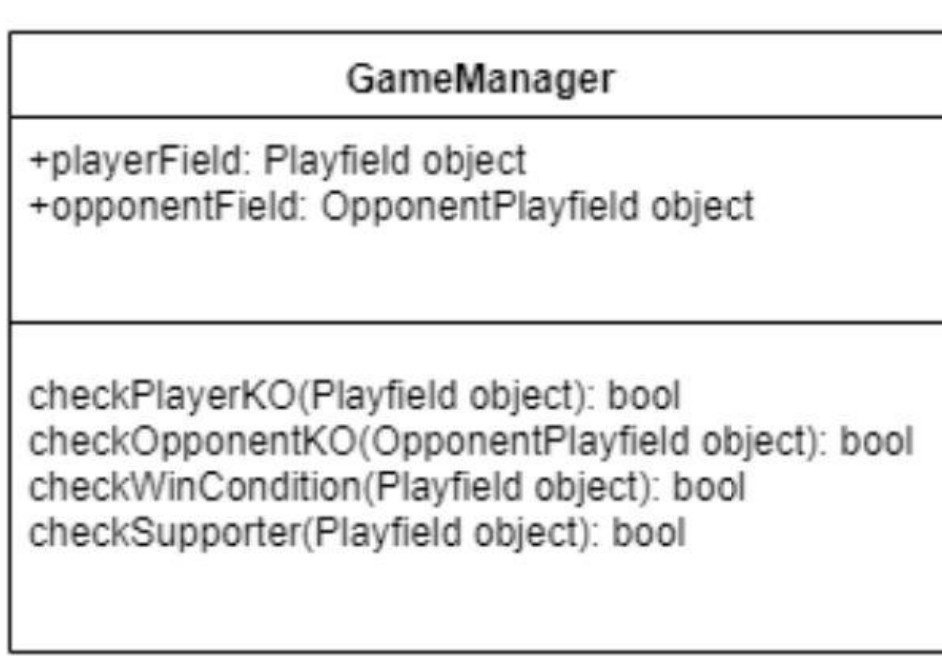 GameManager
+playerField: Playfield object
+opponentField: OpponentPlayfield object
checkPlayerKO(Playfield object): bool
checkOpponentKO(OpponentPlayfield object): bool
checkWinCondition(Playfield object): bool
checkSupporter(Playfield object): bool